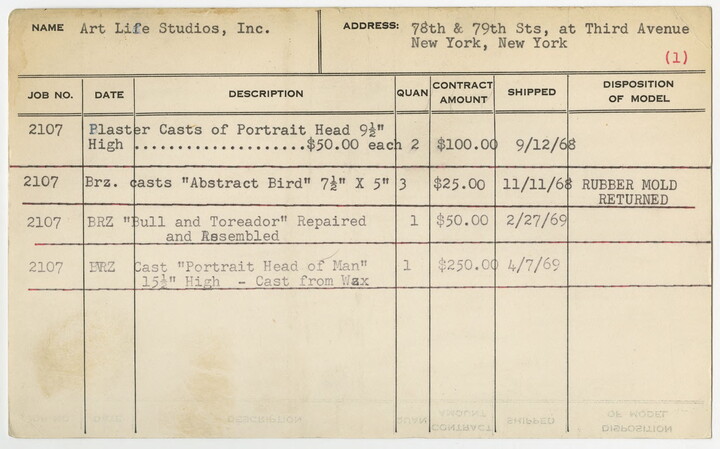 NAME Art Life Studios, Inc. ADDRESS: 78th & 79th Sts, at Third Avenue
New York, New York
(1)
JOB NO. DATE DESCRIPTION QUAN CONTRACT AMOUNT SHIPPED DISPOSITION OF MODEL
2107 Plaster Casts of Portrait Head 9½"
High .....................$50.00 each 2 $100.00 9/12/68
2107 Brz. casts "Abstract Bird" 7½" X 5" 3 $25.00 11/11/68 RUBBER MOLD
RETURNED
2107 BRZ "Bull and Toreador" Repaired 1 $50.00 2/27/69
and Assembled
2107 BRZ Cast "Portrait Head of Man" 1 $250.00 4/7/69
15½" High - Cast from Wax